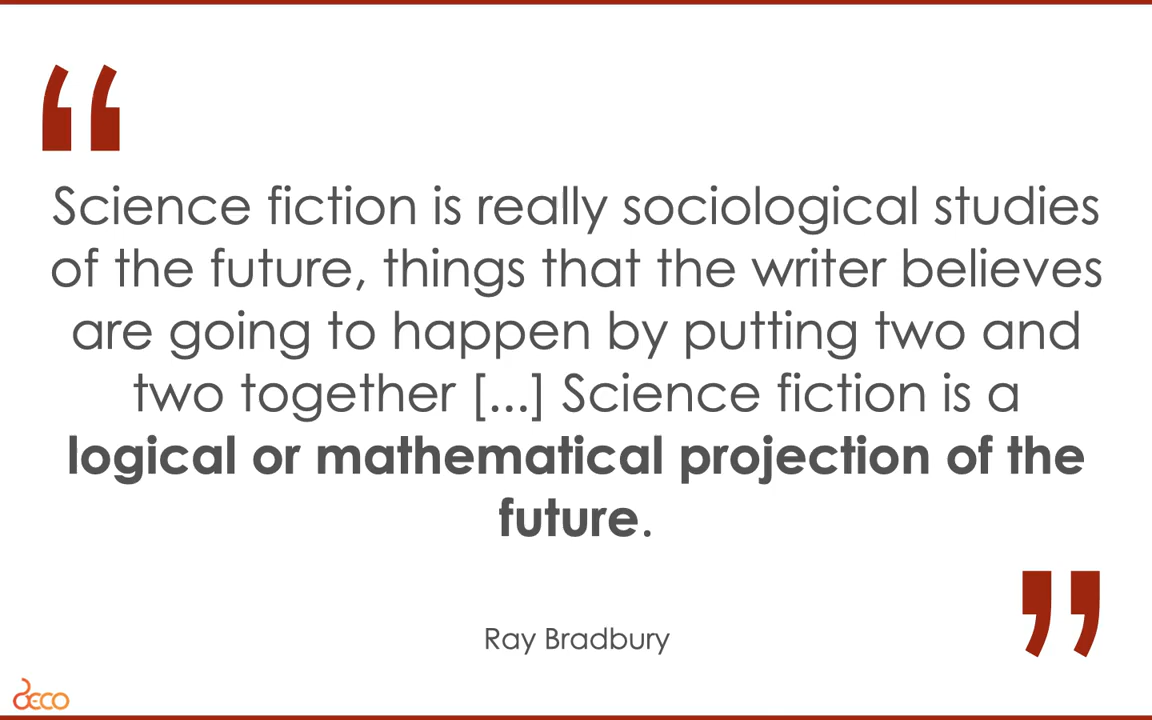 “
Science fiction is really sociological studies
of the future, things that the writer believes
are going to happen by putting two and
two together [...] Science fiction is a
logical or mathematical projection of the
future.
”
Ray Bradbury
OECO